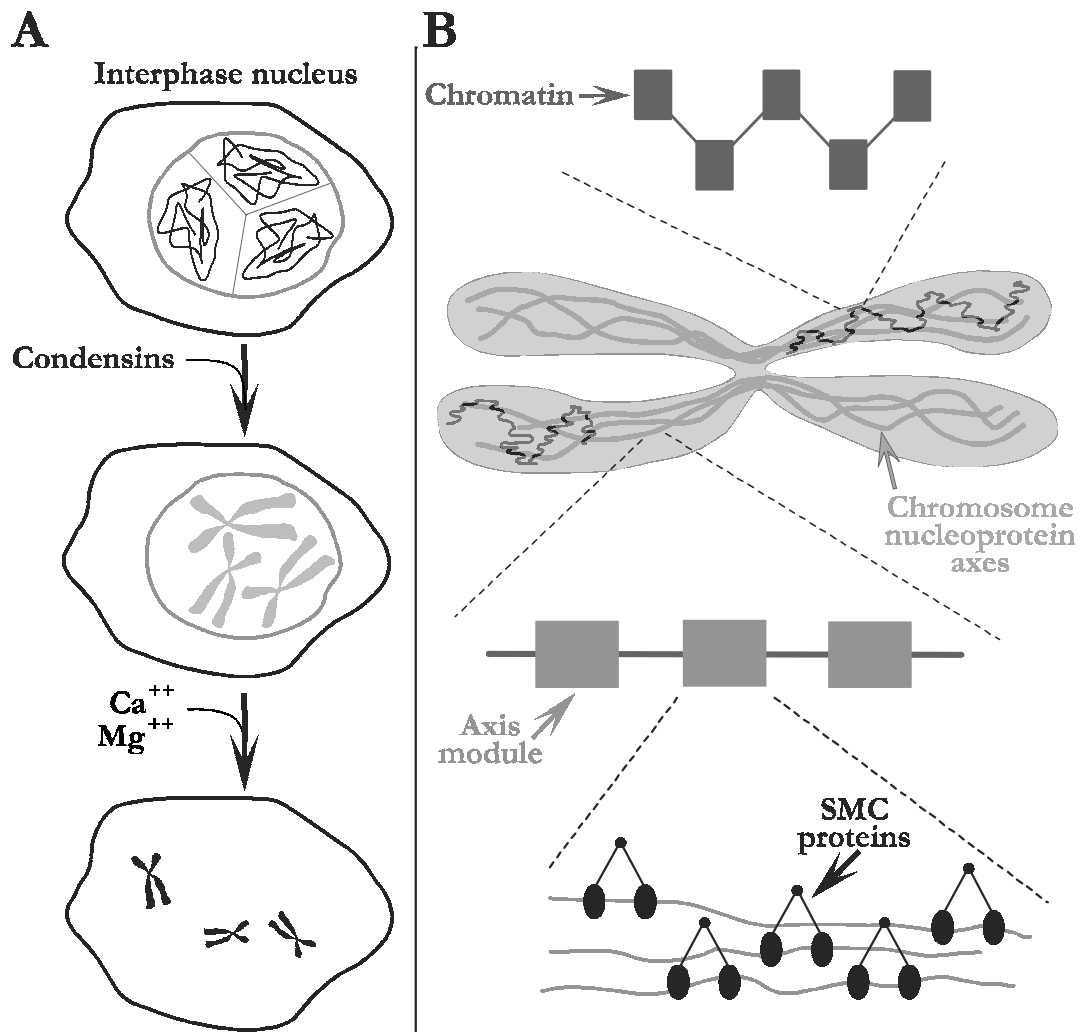 A
Interphase nucleus
Condensins
Ca++
Mg++
B
Chromatin
Chromosome
nucleoprotein
axes
Axis
module
SMC
proteins